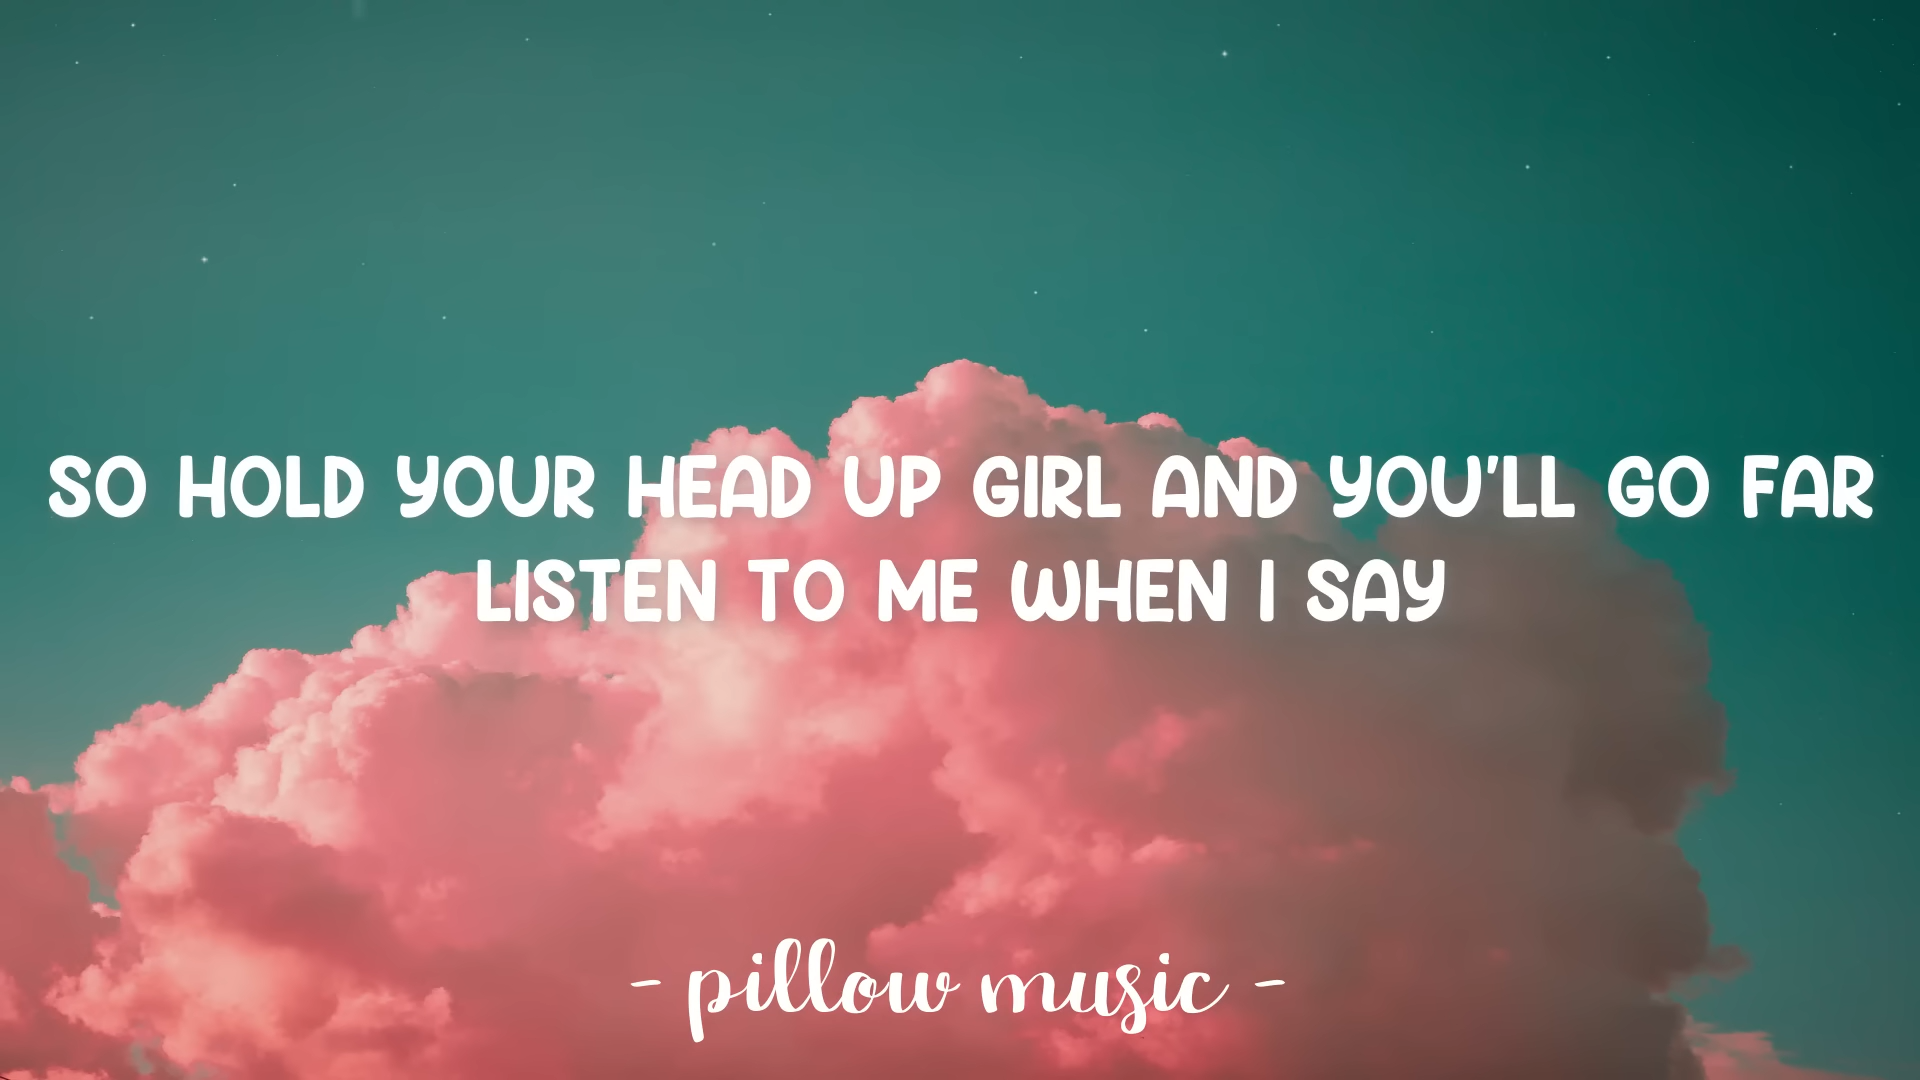 SO HOLD YOUR HEAD UP GIRL AND YOU'LL GO FAR
LISTEN TO ME WHEN I SAY
- pillow music -